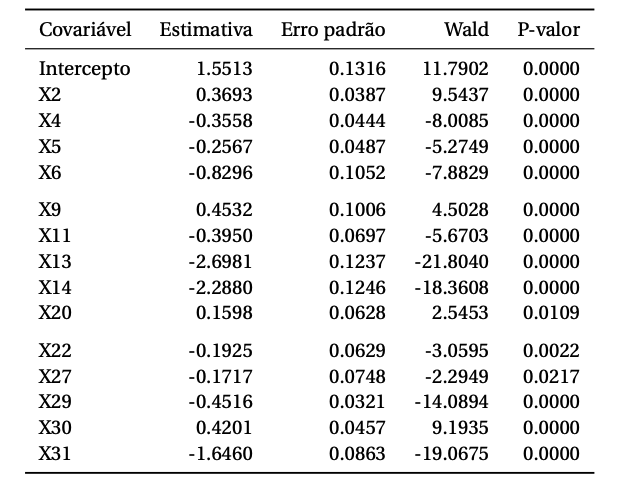 Covariável Estimativa Erro padrão Wald P-valor
Intercepto 1.5513 0.1316 11.7902 0.0000
X2 0.3693 0.0387 9.5437 0.0000
X4 -0.3558 0.0444 -8.0085 0.0000
X5 -0.2567 0.0487 -5.2749 0.0000
X6 -0.8296 0.1052 -7.8829 0.0000
X9 0.4532 0.1006 4.5028 0.0000
X11 -0.3950 0.0697 -5.6703 0.0000
X13 -2.6981 0.1237 -21.8040 0.0000
X14 -2.2880 0.1246 -18.3608 0.0000
X20 0.1598 0.0628 2.5453 0.0109
X22 -0.1925 0.0629 -3.0595 0.0022
X27 -0.1717 0.0748 -2.2949 0.0217
X29 -0.4516 0.0321 -14.0894 0.0000
X30 0.4201 0.0457 9.1935 0.0000
X31 -1.6460 0.0863 -19.0675 0.0000